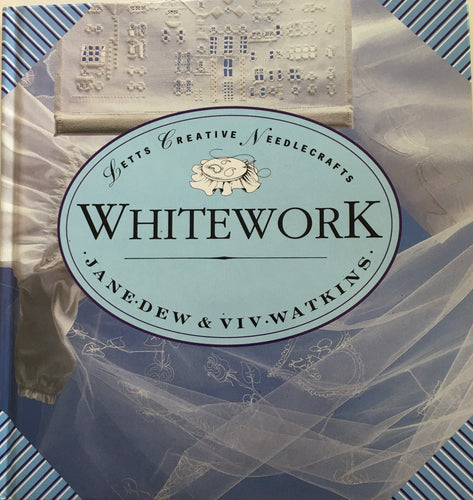 LETTS CREATIVE NEEDLECRAFTS
WHITEWORK
·JANE·DEW & VIV·WATKINS·